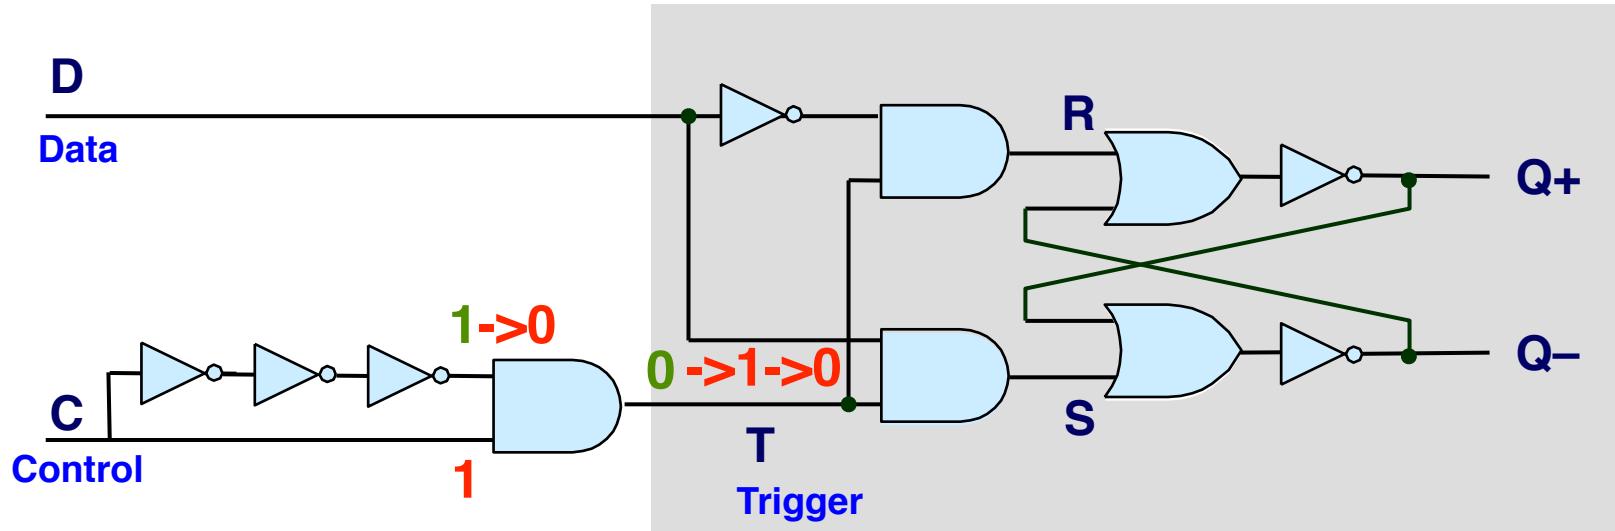 D
Data
R
Q+
1->0
0 ->1->0
Q–
C
S
T
Control
1
Trigger